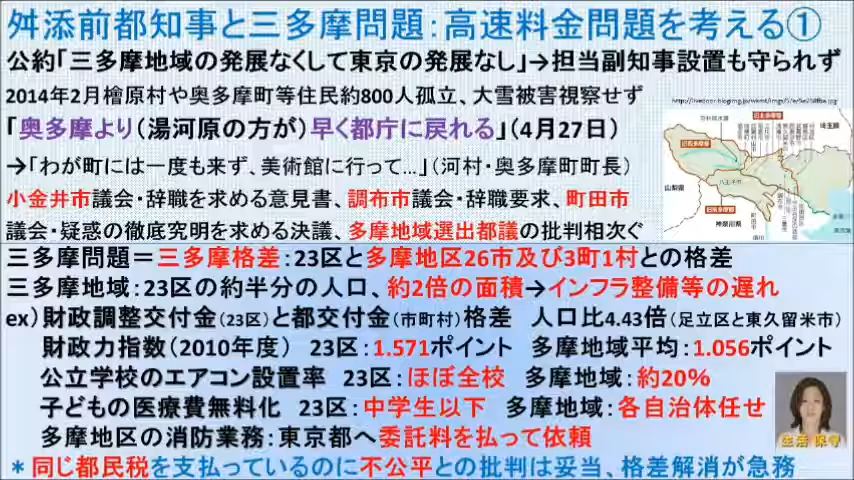 舛添前都知事と三多摩問題：高速料金問題を考える①
公約「三多摩地域の発展なくして東京の発展なし」→担当副知事設置も守られず
2014年2月檜原村や奥多摩町等住民約800人孤立、大雪被害視察せず
「奥多摩より（湯河原の方が）早く都庁に戻れる」（4月27日）
→「わが町には一度も来ず、美術館に行って…」（河村・奥多摩町町長）
小金井市議会・辞職を求める意見書、調布市議会・辞職要求、町田市
議会・疑惑の徹底究明を求める決議、多摩地域選出都議の批判相次ぐ
埼玉県
山梨県
八王子市
神奈川県
三多摩問題＝三多摩格差：23区と多摩地区26市及び3町1村との格差
三多摩地域：23区の約半分の人口、約2倍の面積→インフラ整備等の遅れ
ex）財政調整交付金（23区）と都交付金（市町村）格差　人口比4.43倍（足立区と東久留米市）
財政力指数（2010年度）　23区：1.571ポイント　多摩地域平均：1.056ポイント
公立学校のエアコン設置率　23区：ほぼ全校　多摩地域：約20％
子どもの医療費無料化　23区：中学生以下　多摩地域：各自治体任せ
多摩地区の消防業務：東京都へ委託料を払って依頼
生活 保守
＊同じ都民税を支払っているのに不公平との批判は妥当、格差解消が急務